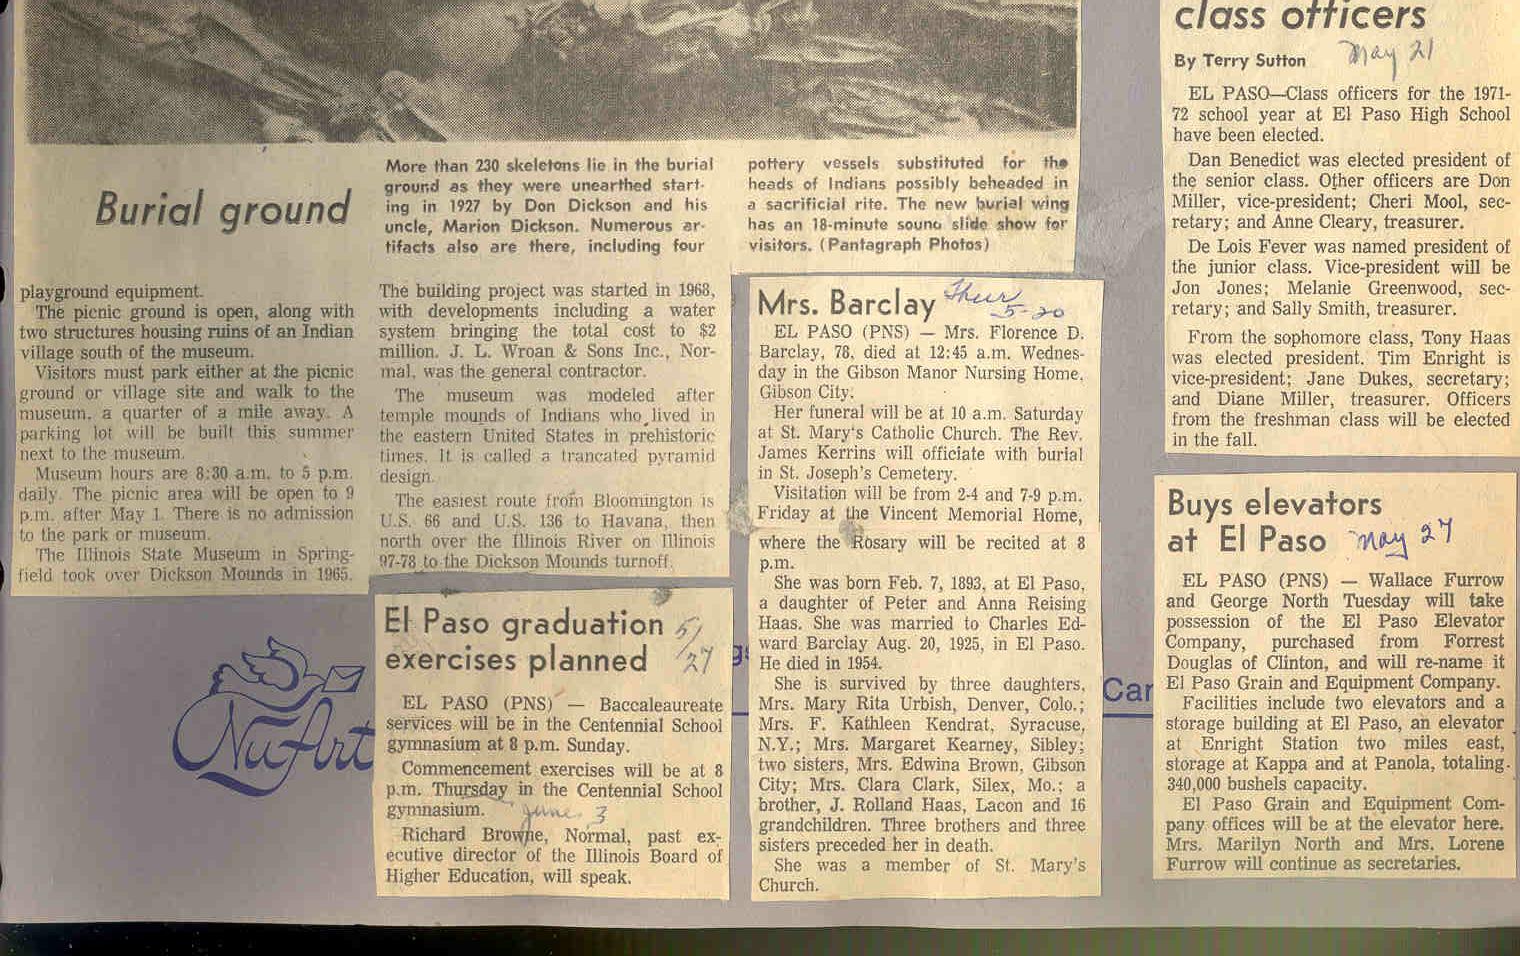 Burial ground
More than 230 skeletons lie in the burial
ground as they were unearthed start-
ing in 1927 by Don Dickson and his
uncle, Marion Dickson. Numerous ar-
tifacts also are there, including four
pottery vessels substituted for the
heads of Indians possibly beheaded in
a sacrificial rite. The new burial wing
has an 18-minute sound slide show for
visitors. (Pantagraph Photos)
playground equipment.
The picnic ground is open, along with
two structures housing ruins of an Indian
village south of the museum.
Visitors must park either at the picnic
ground or village site and walk to the
museum, a quarter of a mile away. A
parking lot will be built this summer
next to the museum.
Museum hours are 8:30 a.m. to 5 p.m.
daily. The picnic area will be open to 9
p.m. after May 1. There is no admission
to the park or museum.
The Illinois State Museum in Spring-
field took over Dickson Mounds in 1965.
The building project was started in 1968,
with developments including a water
system bringing the total cost to $2
million. J. L. Wroan & Sons Inc., Nor-
mal, was the general contractor.
The museum was modeled after
temple mounds of Indians who lived in
the eastern United States in prehistoric
times. It is called a trancated pyramid
design.
The easiest route from Bloomington is
U.S. 66 and U.S. 136 to Havana, then
north over the Illinois River on Illinois
97-78 to the Dickson Mounds turnoff.
NuArt
El Paso graduation
exercises planned
5/27
EL PASO (PNS) — Baccaleaureate
services will be in the Centennial School
gymnasium at 8 p.m. Sunday.
Commencement exercises will be at 8
p.m. Thursday in the Centennial School
gymnasium.
June 3
Richard Browne, Normal, past ex-
ecutive director of the Illinois Board of
Higher Education, will speak.
Mrs. Barclay
Thur
5-20
EL PASO (PNS) — Mrs. Florence D.
Barclay, 78, died at 12:45 a.m. Wednes-
day in the Gibson Manor Nursing Home,
Gibson City.
Her funeral will be at 10 a.m. Saturday
at St. Mary's Catholic Church. The Rev.
James Kerrins will officiate with burial
in St. Joseph's Cemetery.
Visitation will be from 2-4 and 7-9 p.m.
Friday at the Vincent Memorial Home,
where the Rosary will be recited at 8
p.m.
She was born Feb. 7, 1893, at El Paso,
a daughter of Peter and Anna Reising
Haas. She was married to Charles Ed-
ward Barclay Aug. 20, 1925, in El Paso.
He died in 1954.
She is survived by three daughters,
Mrs. Mary Rita Urbish, Denver, Colo.;
Mrs. F. Kathleen Kendrat, Syracuse,
N.Y.; Mrs. Margaret Kearney, Sibley;
two sisters, Mrs. Edwina Brown, Gibson
City; Mrs. Clara Clark, Silex, Mo.; a
brother, J. Rolland Haas, Lacon and 16
grandchildren. Three brothers and three
sisters preceded her in death.
She was a member of St. Mary's
Church.
Car
class officers
By Terry Sutton
May 21
EL PASO—Class officers for the 1971-
72 school year at El Paso High School
have been elected.
Dan Benedict was elected president of
the senior class. Other officers are Don
Miller, vice-president; Cheri Mool, sec-
retary; and Anne Cleary, treasurer.
De Lois Fever was named president of
the junior class. Vice-president will be
Jon Jones; Melanie Greenwood, sec-
retary; and Sally Smith, treasurer.
From the sophomore class, Tony Haas
was elected president. Tim Enright is
vice-president; Jane Dukes, secretary;
and Diane Miller, treasurer. Officers
from the freshman class will be elected
in the fall.
Buys elevators
at El Paso
May 27
EL PASO (PNS) — Wallace Furrow
and George North Tuesday will take
possession of the El Paso Elevator
Company, purchased from Forrest
Douglas of Clinton, and will re-name it
El Paso Grain and Equipment Company.
Facilities include two elevators and a
storage building at El Paso, an elevator
at Enright Station two miles east,
storage at Kappa and at Panola, totaling
340,000 bushels capacity.
El Paso Grain and Equipment Com-
pany offices will be at the elevator here.
Mrs. Marilyn North and Mrs. Lorene
Furrow will continue as secretaries.